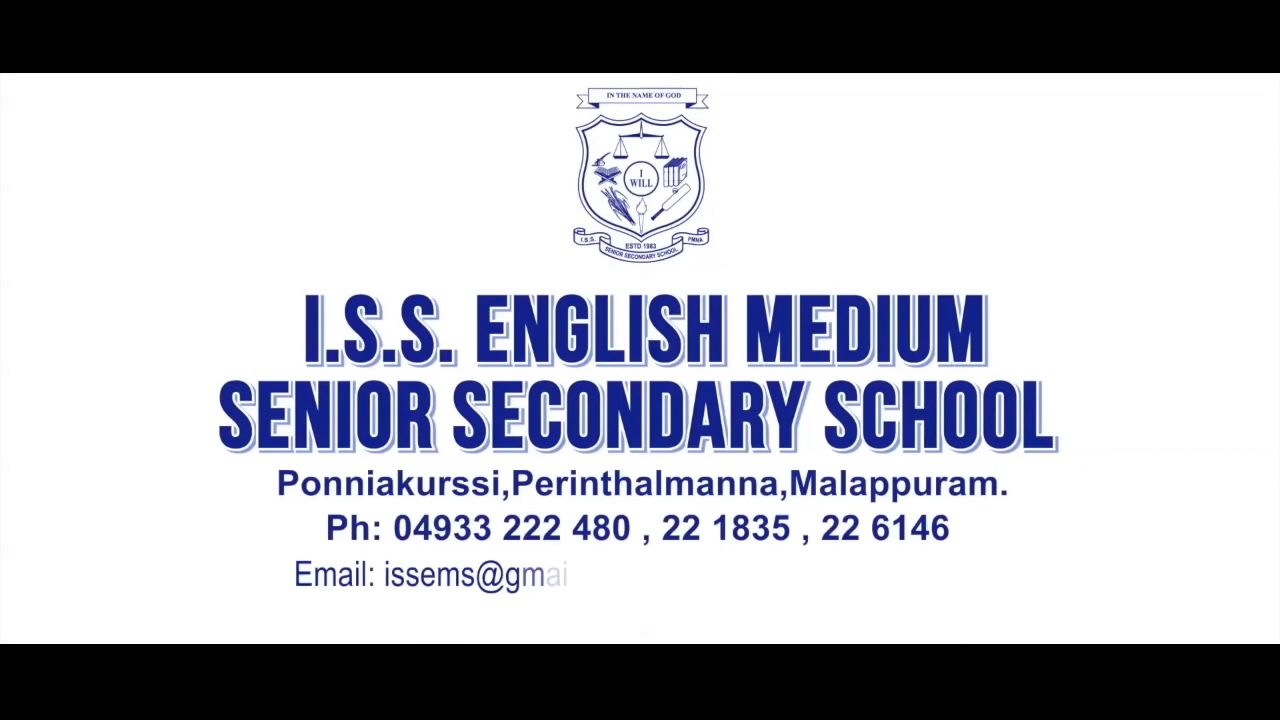 IN THE NAME OF GOD
I
WILL
ESTD 1983
I.S.S. SENIOR SECONDARY SCHOOL PMNA
I.S.S. ENGLISH MEDIUM
SENIOR SECONDARY SCHOOL
Ponniakurssi,Perinthalmanna,Malappuram.
Ph: 04933 222 480 , 22 1835 , 22 6146
Email: issems@gmai